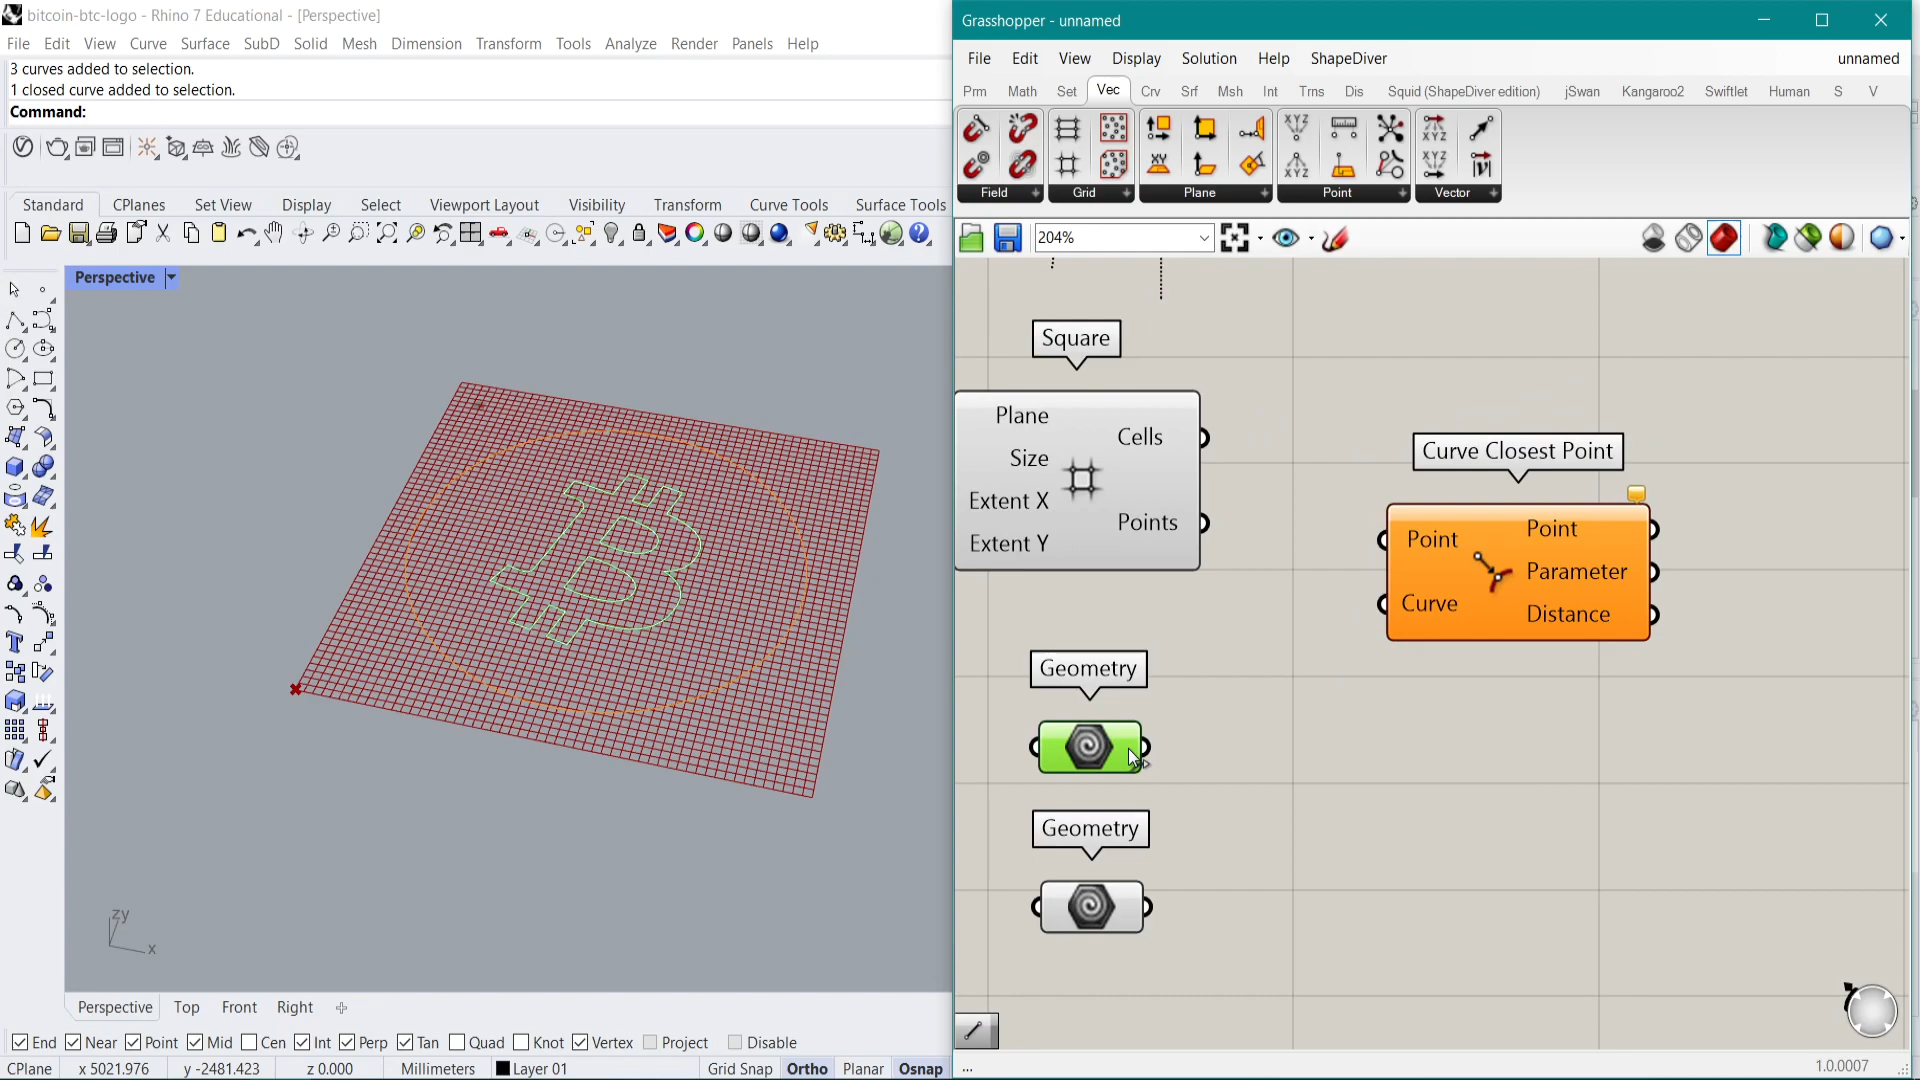 bitcoin-btc-logo - Rhino 7 Educational - [Perspective]
File Edit View Curve Surface SubD Solid Mesh Dimension Transform Tools Analyze Render Panels Help
3 curves added to selection.
1 closed curve added to selection.
Command:
Standard CPlanes Set View Display Select Viewport Layout Visibility Transform Curve Tools Surface Tools
Perspective
zy
x
Perspective Top Front Right
End Near Point Mid Cen Int Perp Tan Quad Knot Vertex Project Disable
CPlane x 5021.976 y -2481.423 z 0.000 Millimeters Layer 01 Grid Snap Ortho Planar Osnap
Grasshopper - unnamed
File Edit View Display Solution Help ShapeDiver unnamed
Prm Math Set Vec Crv Srf Msh Int Trns Dis Squid (ShapeDiver edition) jSwan Kangaroo2 Swiftlet Human S V
XYZ XYZ
XY XYZ XYZ
Field Grid Plane Point Vector
204%
Square
Plane
Size
Extent X
Extent Y
Cells
Points
Curve Closest Point
Point
Curve
Point
Parameter
Distance
Geometry
Geometry
...
1.0.0007